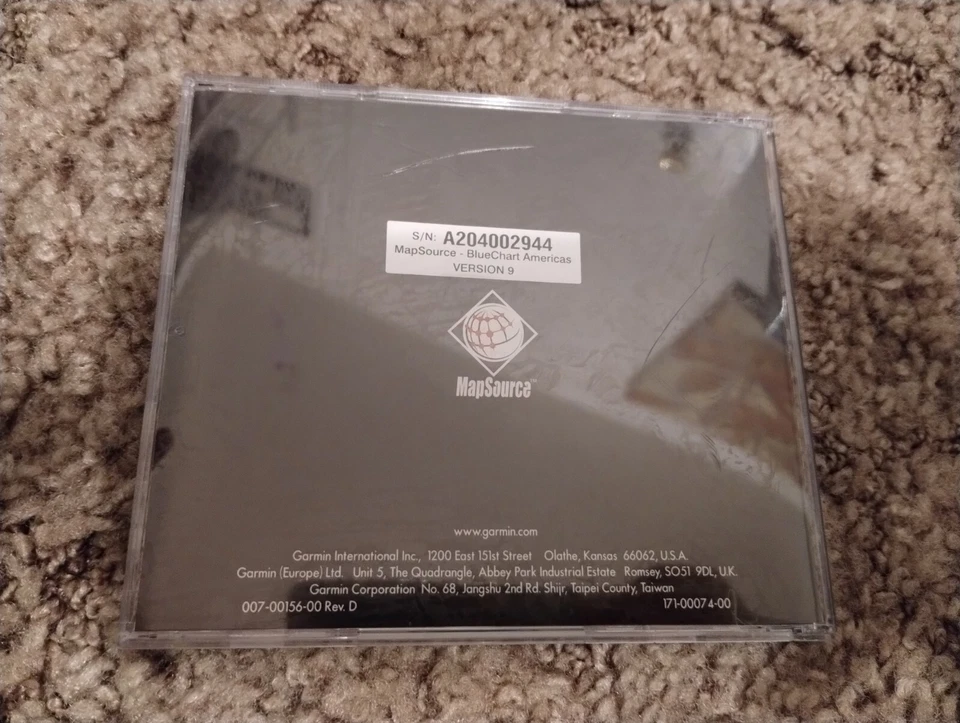 S/N: A204002944
MapSource - BlueChart Americas
VERSION 9
MapSource™
www.garmin.com
Garmin International Inc., 1200 East 151st Street Olathe, Kansas 66062, U.S.A.
Garmin (Europe) Ltd. Unit 5, The Quadrangle, Abbey Park Industrial Estate Romsey, SO51 9DL, U.K.
Garmin Corporation No. 68, Jangshu 2nd Rd. Shijr, Taipei County, Taiwan
007-00156-00 Rev. D 171-00074-00